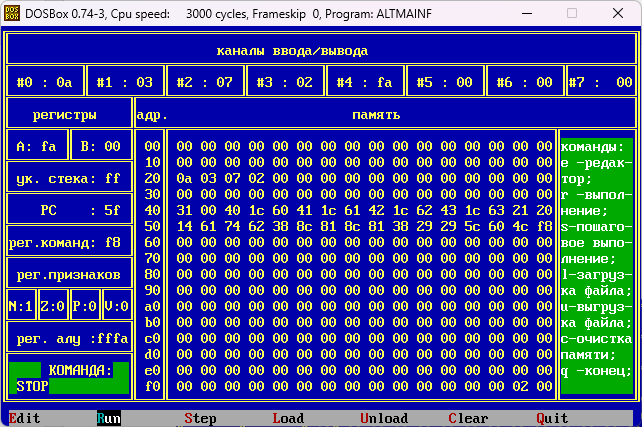 DOSBox 0.74-3, Cpu speed: 3000 cycles, Frameskip 0, Program: ALTMAINF
каналы ввода/вывода
#0 : 0a #1 : 03 #2 : 07 #3 : 02 #4 : fa #5 : 00 #6 : 00 #7 : 00
регистры адр. память
A: fa B: 00
ук. стека: ff
PC : 5f
рег.команд: f8
рег.признаков
N:1 Z:0 P:0 V:0
рег. алу :fffa
КОМАНДА:
STOP
00 00 00 00 00 00 00 00 00 00 00 00 00 00 00 00 00
10 00 00 00 00 00 00 00 00 00 00 00 00 00 00 00 00
20 0a 03 07 02 00 00 00 00 00 00 00 00 00 00 00 00
30 00 00 00 00 00 00 00 00 00 00 00 00 00 00 00 00
40 31 00 40 1c 60 41 1c 61 42 1c 62 43 1c 63 21 20
50 14 61 74 62 38 8c 81 8c 81 38 29 29 5c 60 4c f8
60 00 00 00 00 00 00 00 00 00 00 00 00 00 00 00 00
70 00 00 00 00 00 00 00 00 00 00 00 00 00 00 00 00
80 00 00 00 00 00 00 00 00 00 00 00 00 00 00 00 00
90 00 00 00 00 00 00 00 00 00 00 00 00 00 00 00 00
a0 00 00 00 00 00 00 00 00 00 00 00 00 00 00 00 00
b0 00 00 00 00 00 00 00 00 00 00 00 00 00 00 00 00
c0 00 00 00 00 00 00 00 00 00 00 00 00 00 00 00 00
d0 00 00 00 00 00 00 00 00 00 00 00 00 00 00 00 00
e0 00 00 00 00 00 00 00 00 00 00 00 00 00 00 00 00
f0 00 00 00 00 00 00 00 00 00 00 00 00 00 00 02 00
команды:
e -редак-
тор;
r -выпол-
нение;
s-пошаго-
вое выпо-
лнение;
l-загруз-
ка файла;
u-выгруз-
ка файла;
c-очистка
памяти;
q -конец;
Edit Run Step Load Unload Clear Quit